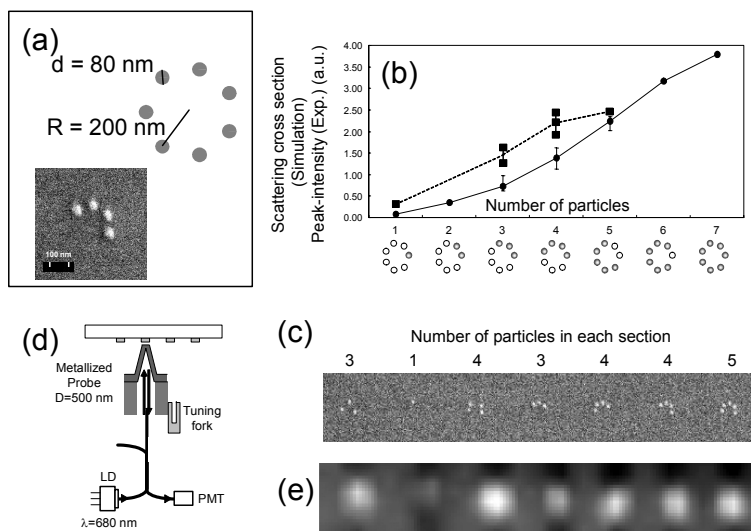 (a)
d = 80 nm
R = 200 nm
100 nm
Scattering cross section
(Simulation)
Peak-intensity (Exp.) (a.u.)
(b)
4.00
3.50
3.00
2.50
2.00
1.50
1.00
0.50
0.00
Number of particles
1 2 3 4 5 6 7
(d)
Metallized
Probe
D=500 nm
Tuning
fork
LD
PMT
λ=680 nm
(c)
Number of particles in each section
3 1 4 3 4 4 5
(e)